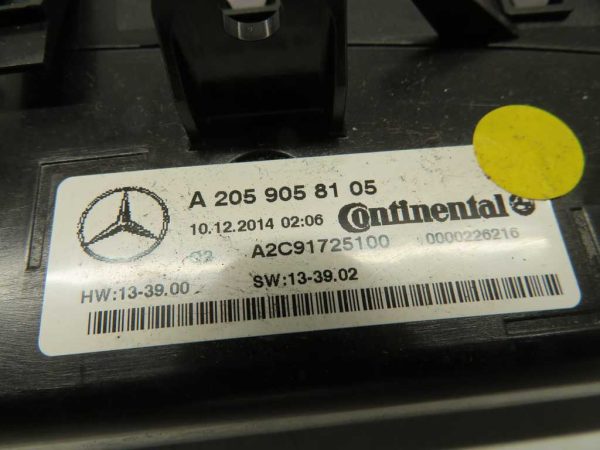 A 205 905 81 05
10.12.2014 02:06 Continental
Q2 A2C91725100 0000226216
HW:13-39.00 SW:13-39.02